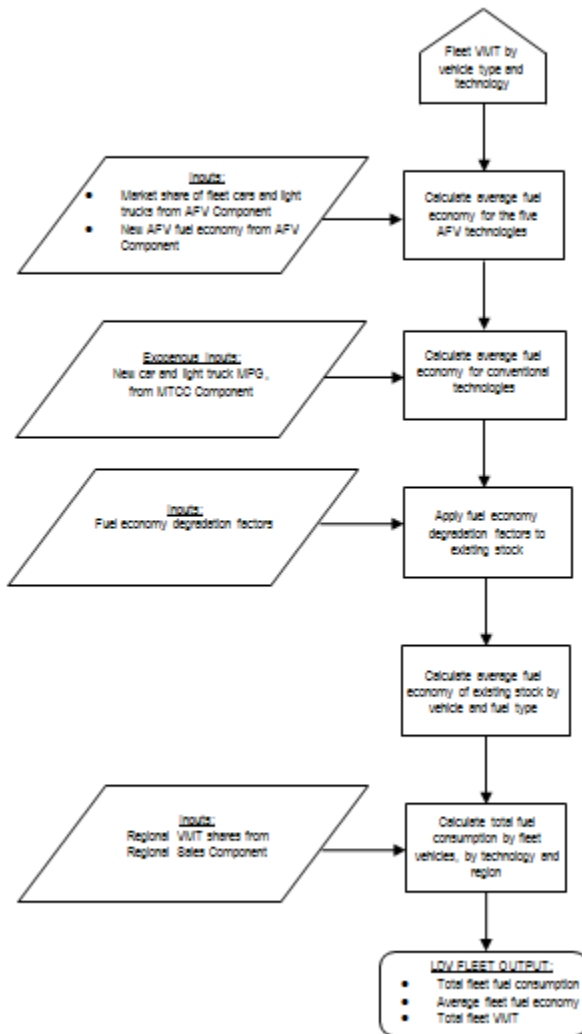 Fleet VMT by
vehicle type and
technology
Inputs:
● Market share of fleet cars and light
trucks from AFV Component
● New AFV fuel economy from AFV
Component
Calculate average fuel
economy for the five
AFV technologies
Exogenous Inputs:
New car and light truck MPG,
from MTCC Component
Calculate average fuel
economy for conventional
technologies
Inputs:
Fuel economy degradation factors
Apply fuel economy
degradation factors to
existing stock
Calculate average fuel
economy of existing stock by
vehicle and fuel type
Inputs:
Regional VMT shares from
Regional Sales Component
Calculate total fuel
consumption by fleet
vehicles, by technology and
region
LDV FLEET OUTPUT:
● Total fleet fuel consumption
● Average fleet fuel economy
● Total fleet VMT